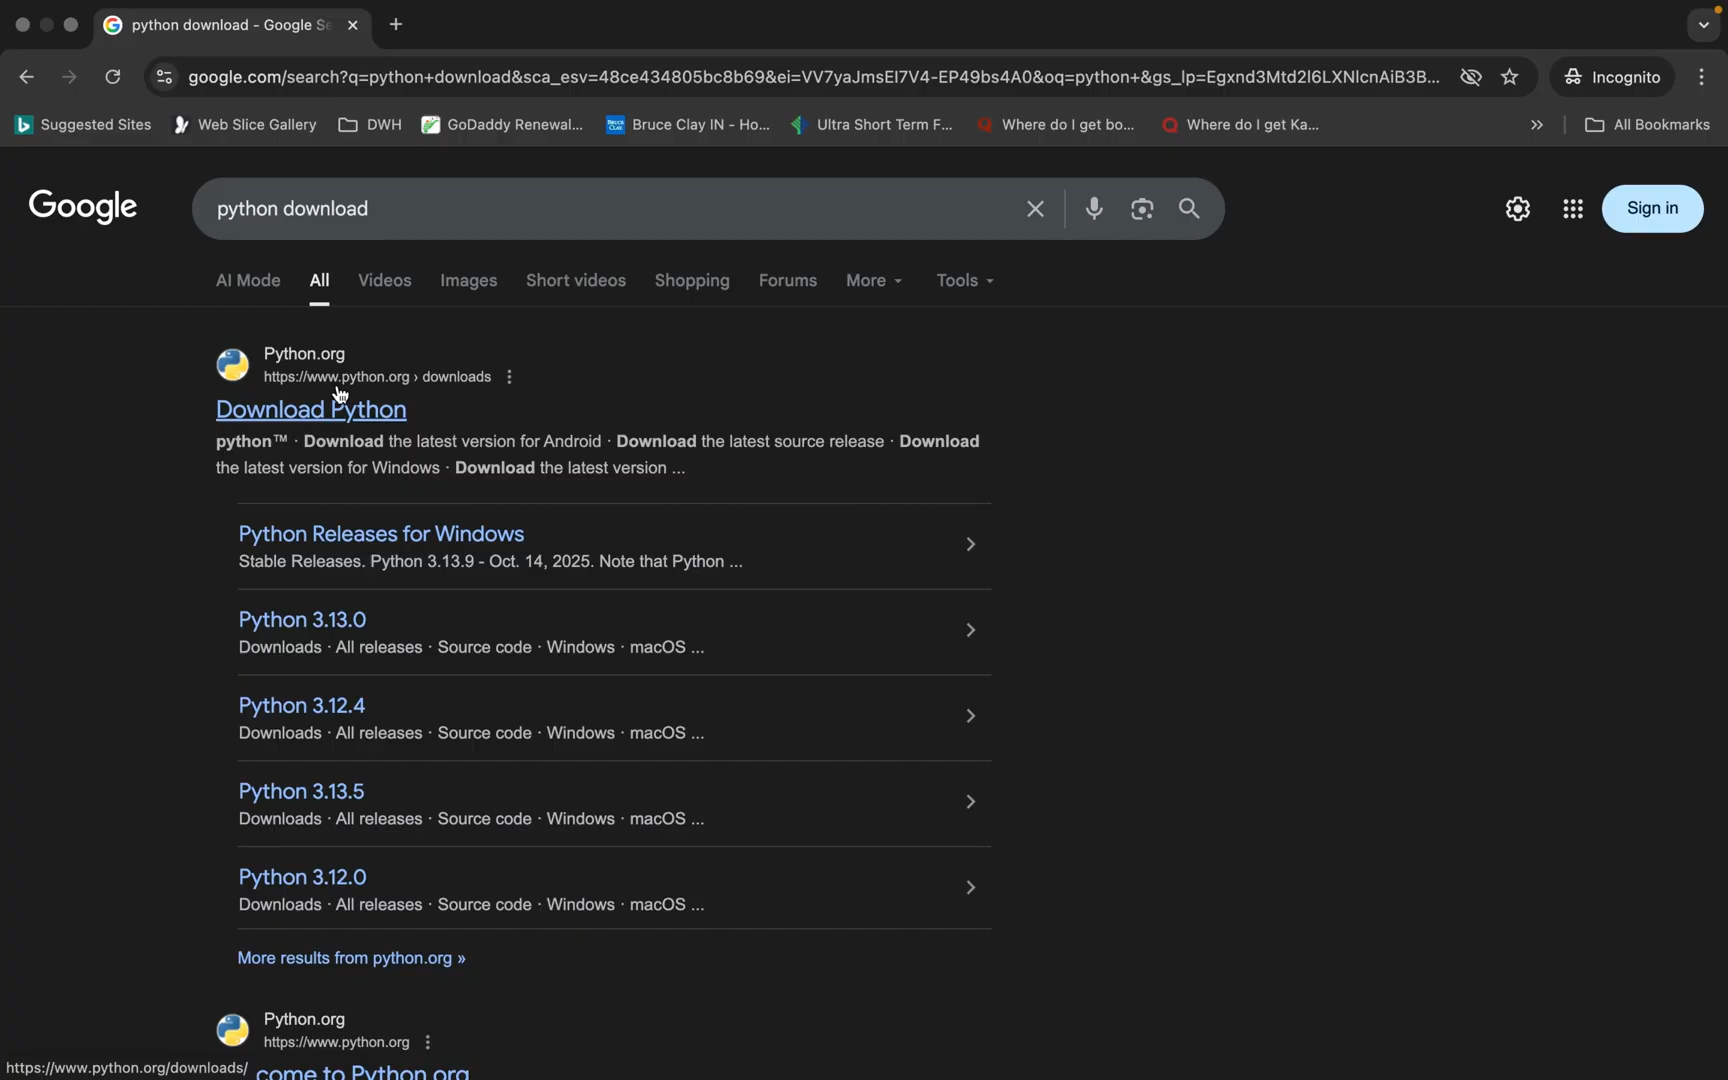 python download - Google Se
google.com/search?q=python+download&sca_esv=48ce434805bc8b69&ei=VV7yaJmsEI7V4-EP49bs4A0&oq=python+&gs_lp=Egxnd3Mtd2l6LXNlcnAiB3B...
Incognito
Suggested Sites
Web Slice Gallery
DWH
GoDaddy Renewal...
Bruce Clay IN - Ho...
Ultra Short Term F...
Where do I get bo...
Where do I get Ka...
»
All Bookmarks
Google
python download
Sign in
AI Mode
All
Videos
Images
Short videos
Shopping
Forums
More
Tools
Python.org
https://www.python.org › downloads
Download Python
python™ · Download the latest version for Android · Download the latest source release · Download
the latest version for Windows · Download the latest version ...
Python Releases for Windows
Stable Releases. Python 3.13.9 - Oct. 14, 2025. Note that Python ...
Python 3.13.0
Downloads · All releases · Source code · Windows · macOS ...
Python 3.12.4
Downloads · All releases · Source code · Windows · macOS ...
Python 3.13.5
Downloads · All releases · Source code · Windows · macOS ...
Python 3.12.0
Downloads · All releases · Source code · Windows · macOS ...
More results from python.org »
Python.org
https://www.python.org
https://www.python.org/downloads/
come to Python.org